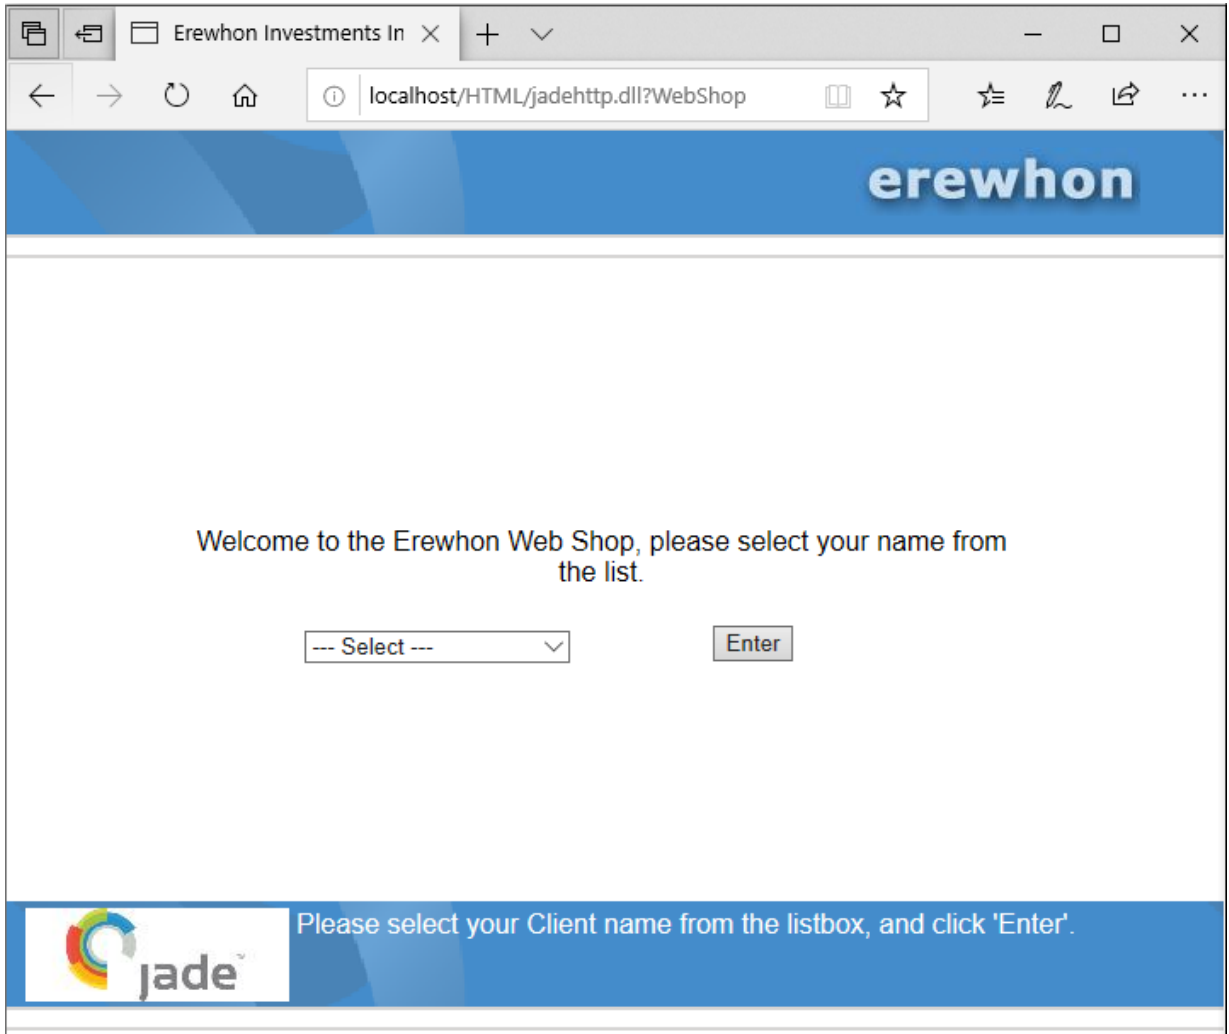 Erewhon Investments In
localhost/HTML/jadehttp.dll?WebShop
erewhon
Welcome to the Erewhon Web Shop, please select your name from
the list.
--- Select ---
Enter
Please select your Client name from the listbox, and click 'Enter'.
jade™